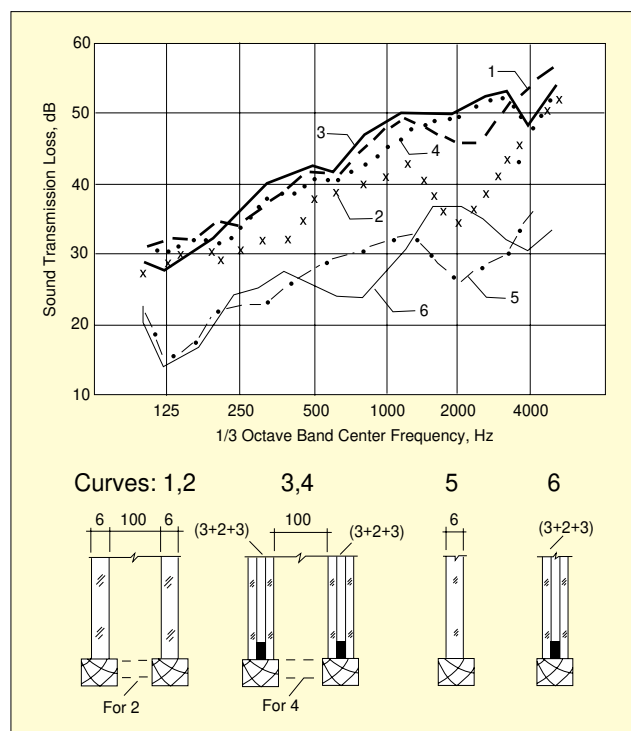 60
50
40
30
20
10
Sound Transmission Loss, dB
1
3
4
2
5
6
125 250 500 1000 2000 4000
1/3 Octave Band Center Frequency, Hz
Curves: 1,2 3,4 5 6
6 100 6 (3+2+3) 100 (3+2+3) 6 (3+2+3)
For 2 For 4